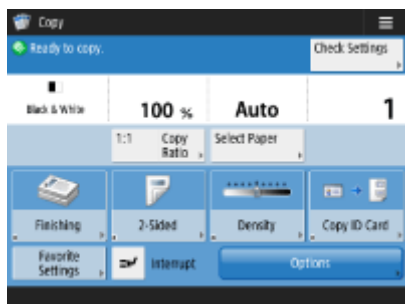 Copy
Ready to copy.
Check Settings
Black & White
100 %
Auto
1
1:1 Copy
Ratio
Select Paper
Finishing
2-Sided
Density
Copy ID Card
Favorite
Settings
Interrupt
Options